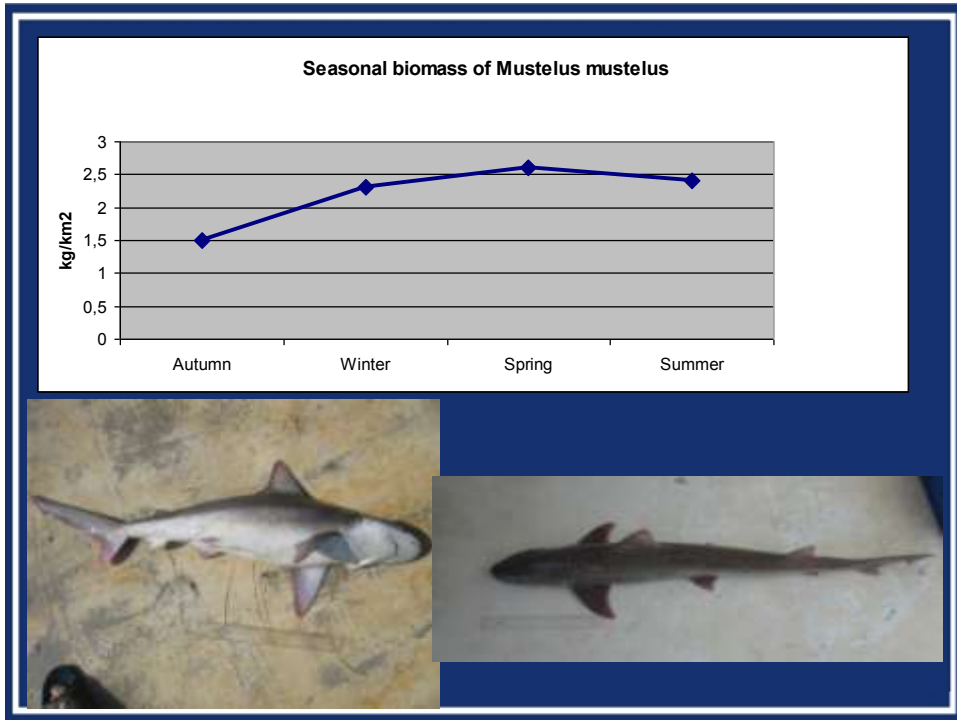 Seasonal biomass of Mustelus mustelus
3
2,5
2
1,5
1
0,5
0
kg/km2
Autumn Winter Spring Summer